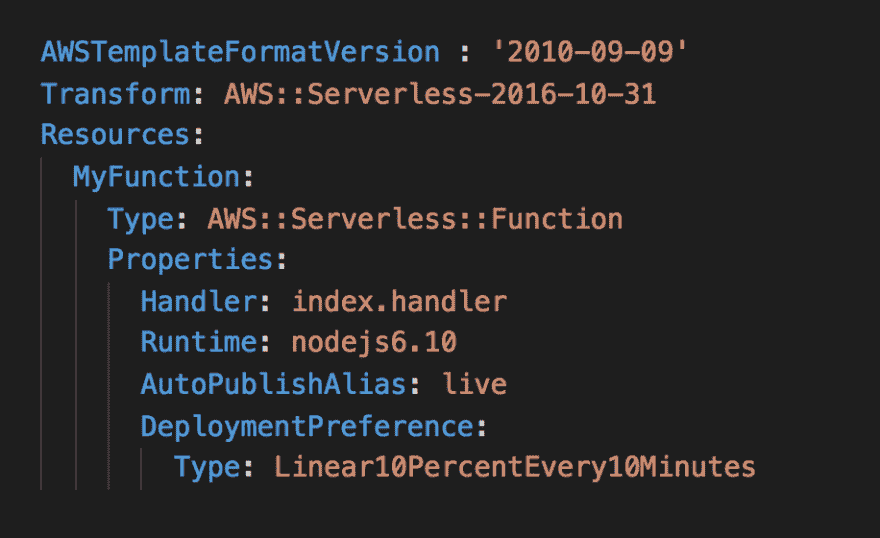 AWSTemplateFormatVersion : '2010-09-09'
Transform: AWS::Serverless-2016-10-31
Resources:
MyFunction:
Type: AWS::Serverless::Function
Properties:
Handler: index.handler
Runtime: nodejs6.10
AutoPublishAlias: live
DeploymentPreference:
Type: Linear10PercentEvery10Minutes